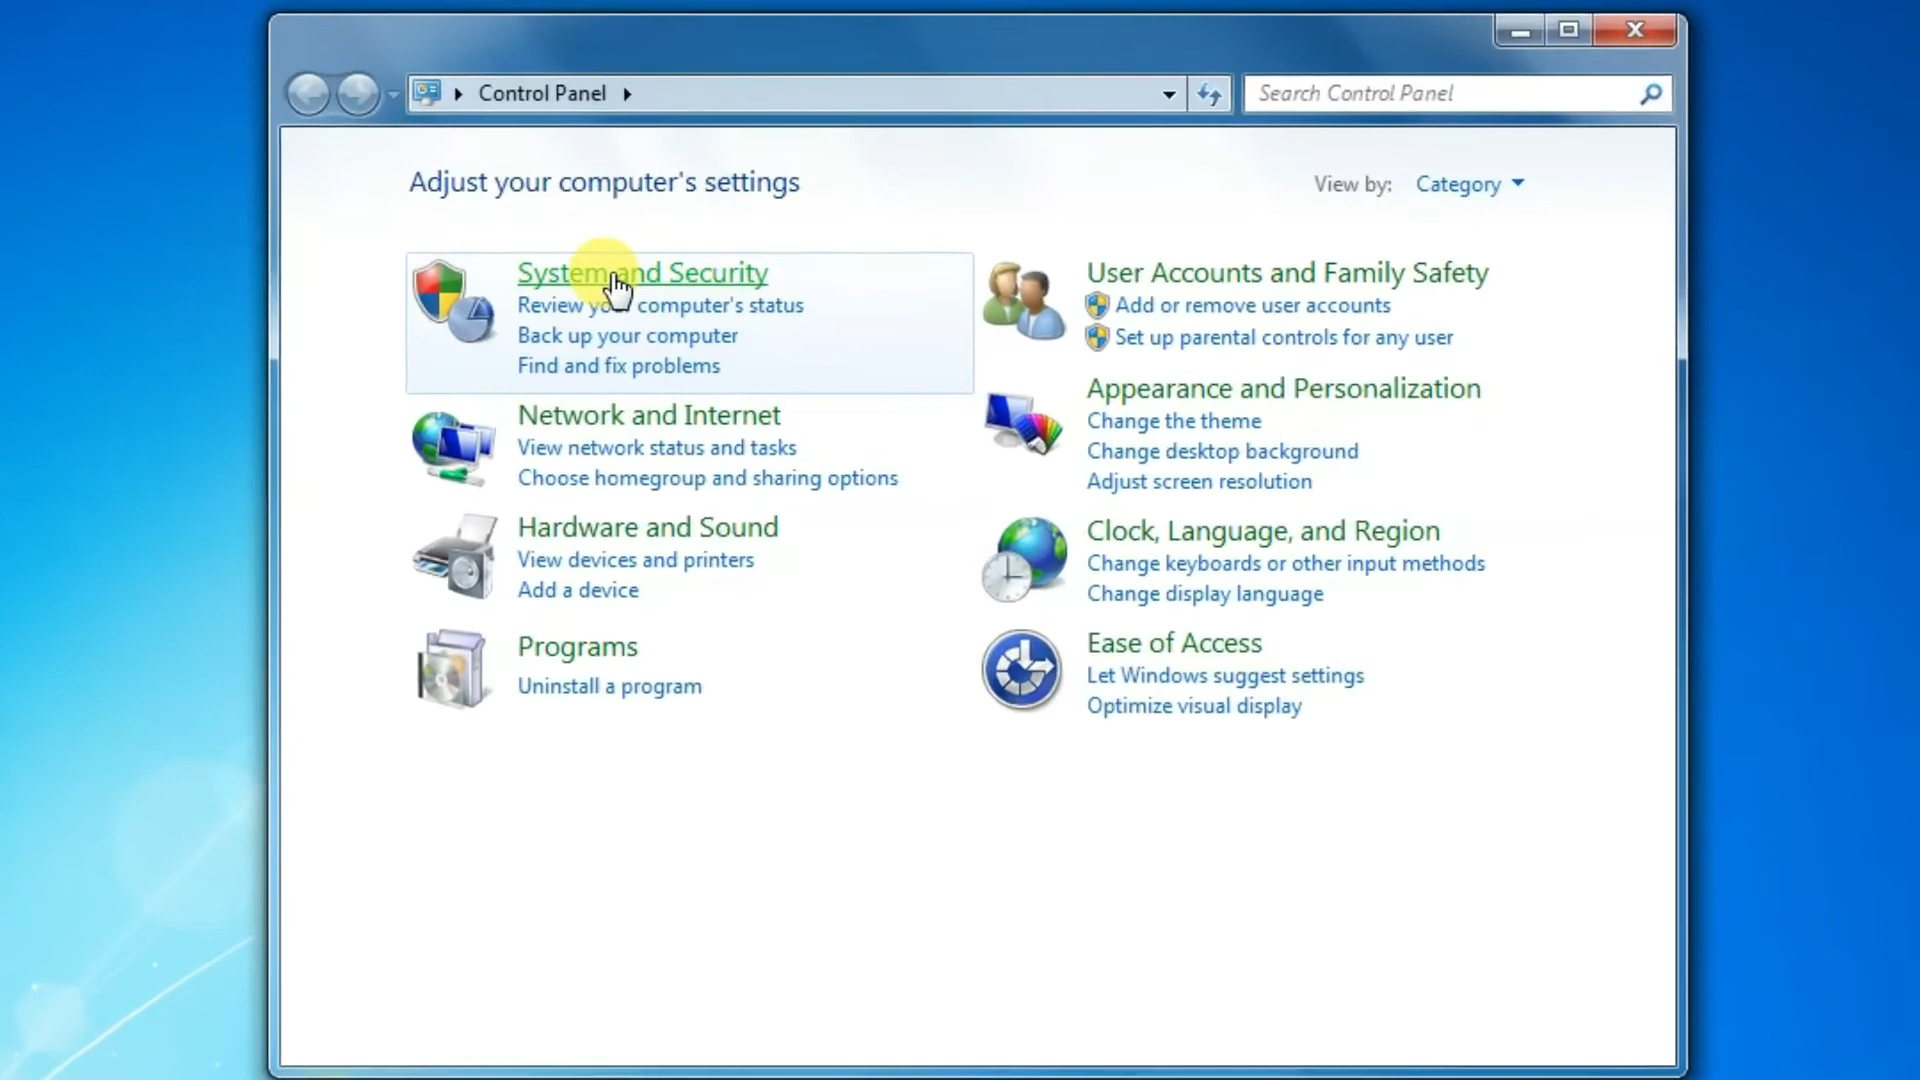 Control Panel
Search Control Panel
Adjust your computer's settings
View by: Category
System and Security
Review your computer's status
Back up your computer
Find and fix problems
Network and Internet
View network status and tasks
Choose homegroup and sharing options
Hardware and Sound
View devices and printers
Add a device
Programs
Uninstall a program
User Accounts and Family Safety
Add or remove user accounts
Set up parental controls for any user
Appearance and Personalization
Change the theme
Change desktop background
Adjust screen resolution
Clock, Language, and Region
Change keyboards or other input methods
Change display language
Ease of Access
Let Windows suggest settings
Optimize visual display